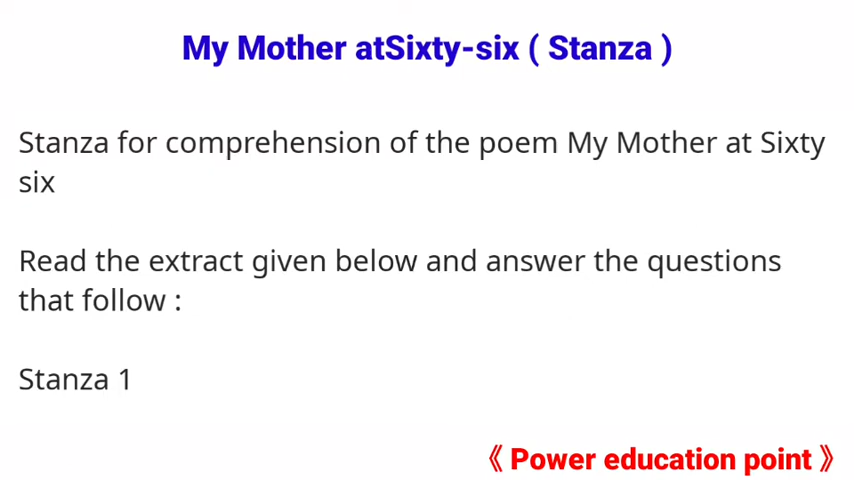 My Mother atSixty-six ( Stanza )
Stanza for comprehension of the poem My Mother at Sixty
six
Read the extract given below and answer the questions
that follow :
Stanza 1
《 Power education point 》